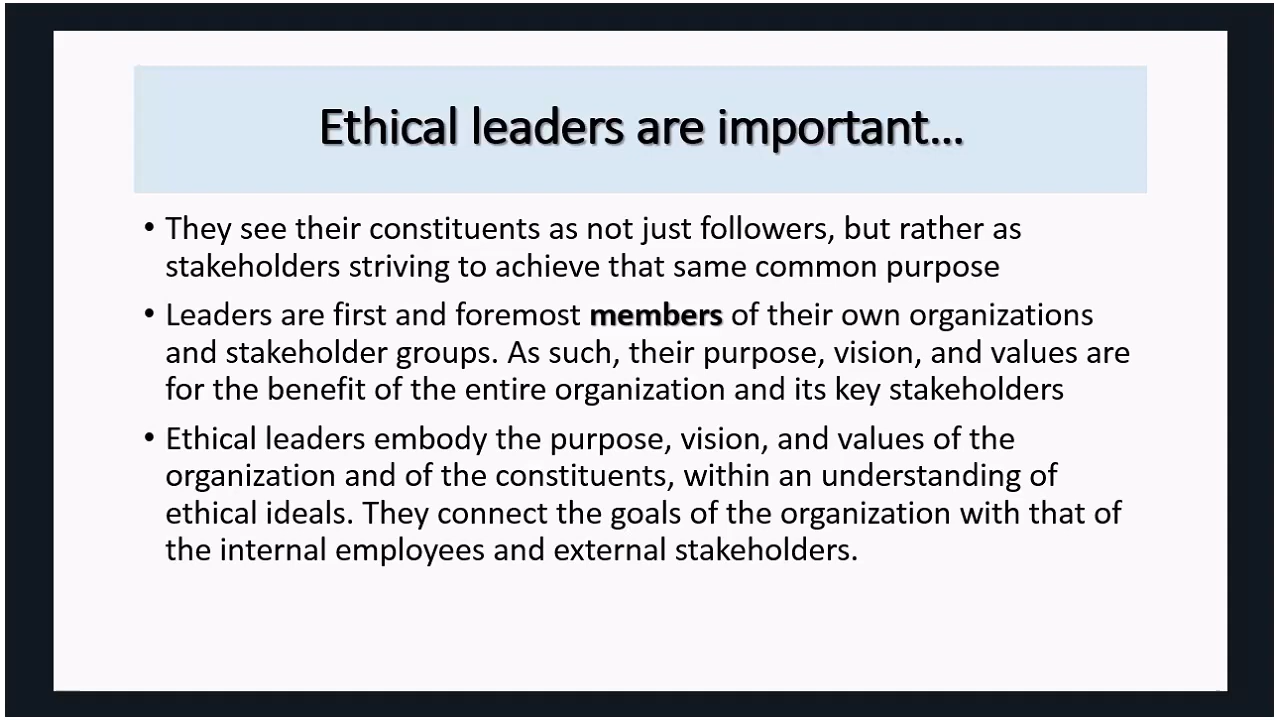 Ethical leaders are important...
• They see their constituents as not just followers, but rather as
stakeholders striving to achieve that same common purpose
• Leaders are first and foremost members of their own organizations
and stakeholder groups. As such, their purpose, vision, and values are
for the benefit of the entire organization and its key stakeholders
• Ethical leaders embody the purpose, vision, and values of the
organization and of the constituents, within an understanding of
ethical ideals. They connect the goals of the organization with that of
the internal employees and external stakeholders.